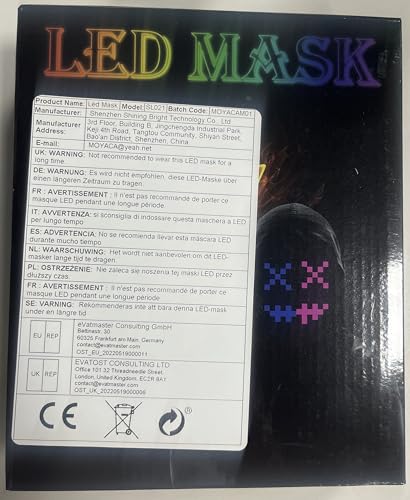 LED MASK
Product Name: Led Mask Model: SL021 Batch Code: MOYACAM01
Manufacturer: Shenzhen Shining Bright Technology Co., Ltd
Manufacturer Address: 3rd Floor, Building B, Jingchengda Industrial Park,
Keji 4th Road, Tangtou Community, Shiyan Street,
Bao'an District, Shenzhen, China
E-mail: MOYACA@yeah.net
UK: WARNING: Not recommended to wear this LED mask for a
long time.
DE: WARNUNG: Es wird nicht empfohlen, diese LED-Maske über
einen längeren Zeitraum zu tragen.
FR : AVERTISSEMENT : Il n'est pas recommandé de porter ce
masque LED pendant une longue période
IT: AVVERTENZA: si sconsiglia di indossare questa maschera a LED
per lungo tempo
ES: ADVERTENCIA: No se recomienda llevar esta máscara LED
durante mucho tiempo
NL: WAARSCHUWING: Het wordt niet aanbevolen om dit LED-
masker lange tijd te dragen.
PL: OSTRZEŻENIE: Nie zaleca się noszenia tej maski LED przez
dłuższy czas.
FR : AVERTISSEMENT : Il n'est pas recommandé de porter ce
masque LED pendant une longue période
SE: VARNING: Rekommenderas inte att bära denna LED-mask
under en längre tid
EU REP
eVatmaster Consulting GmbH
Bettinastr. 30
60325 Frankfurt am Main, Germany
contact@evatmaster.com
OST_EU_20220519000011
UK REP
EVATOST CONSULTING LTD
Office 101 32 Threadneedle Street,
London, United Kingdom, EC2R 8AY
contact@evatmaster.com
OST_UK_20220519000006
CE